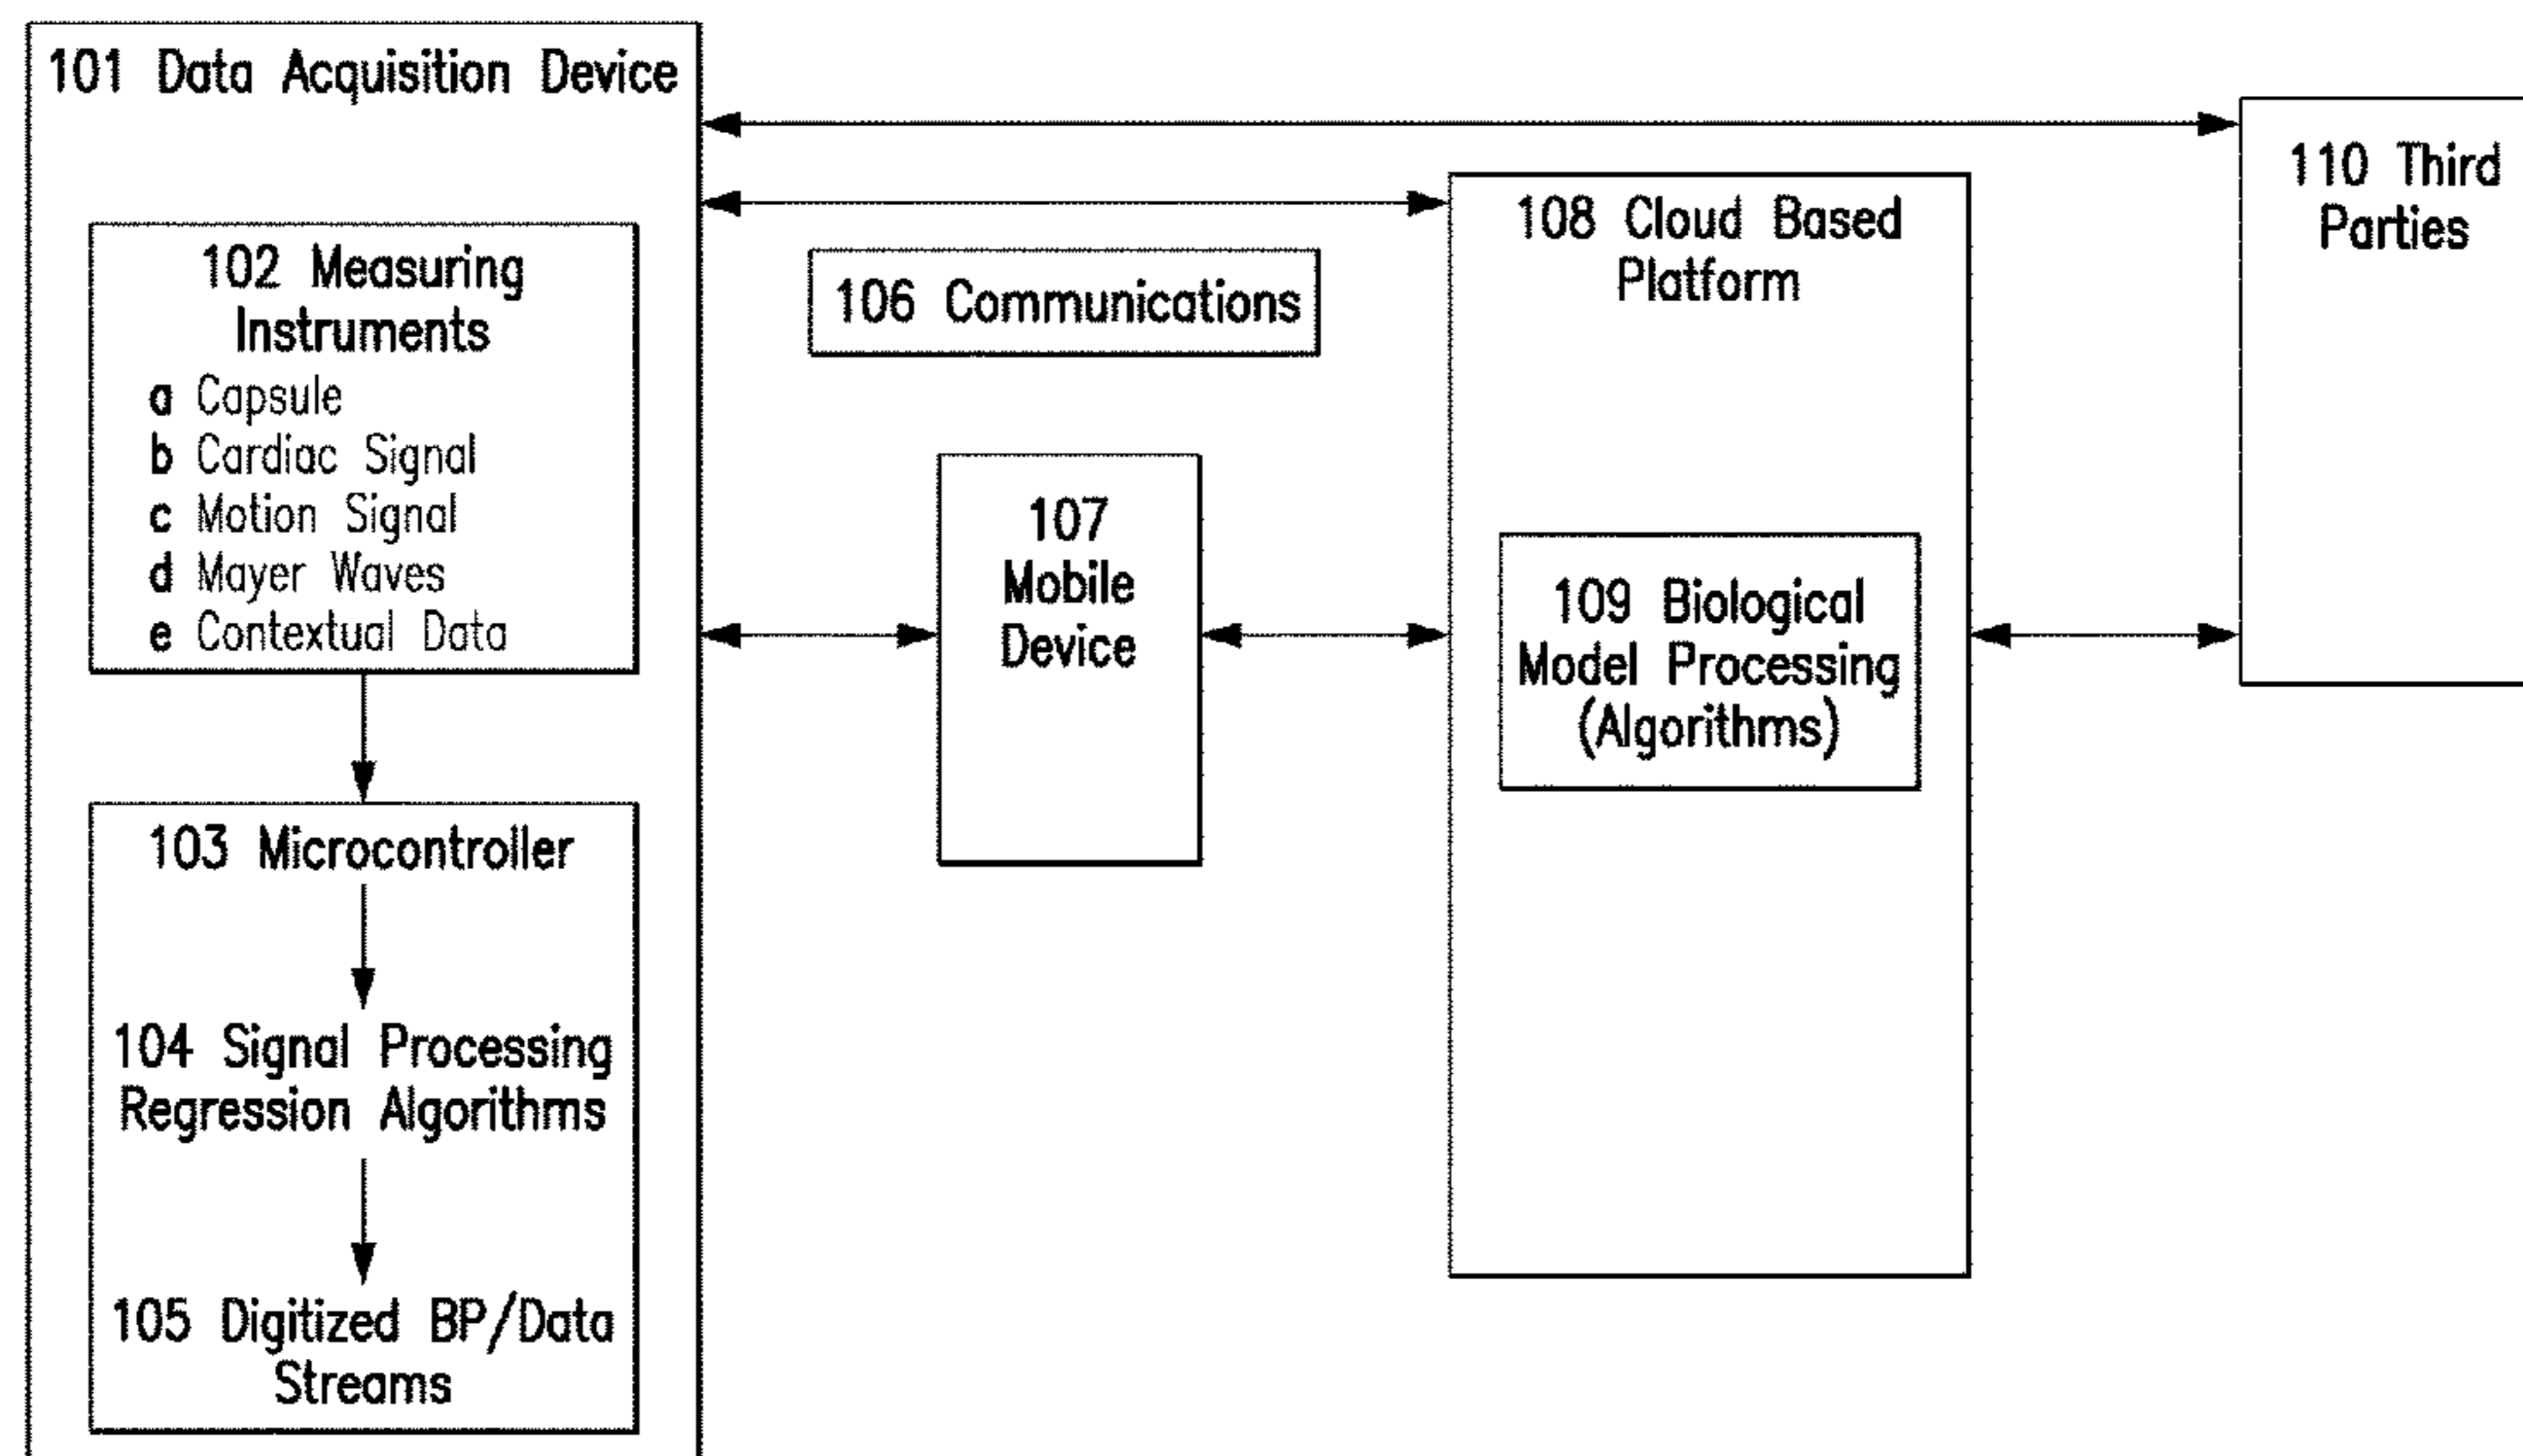 101 Data Acquisition Device
102 Measuring
Instruments
a Capsule
b Cardiac Signal
c Motion Signal
d Mayer Waves
e Contextual Data
103 Microcontroller
104 Signal Processing
Regression Algorithms
105 Digitized BP/Data
Streams
106 Communications
107
Mobile
Device
108 Cloud Based
Platform
109 Biological
Model Processing
(Algorithms)
110 Third
Parties